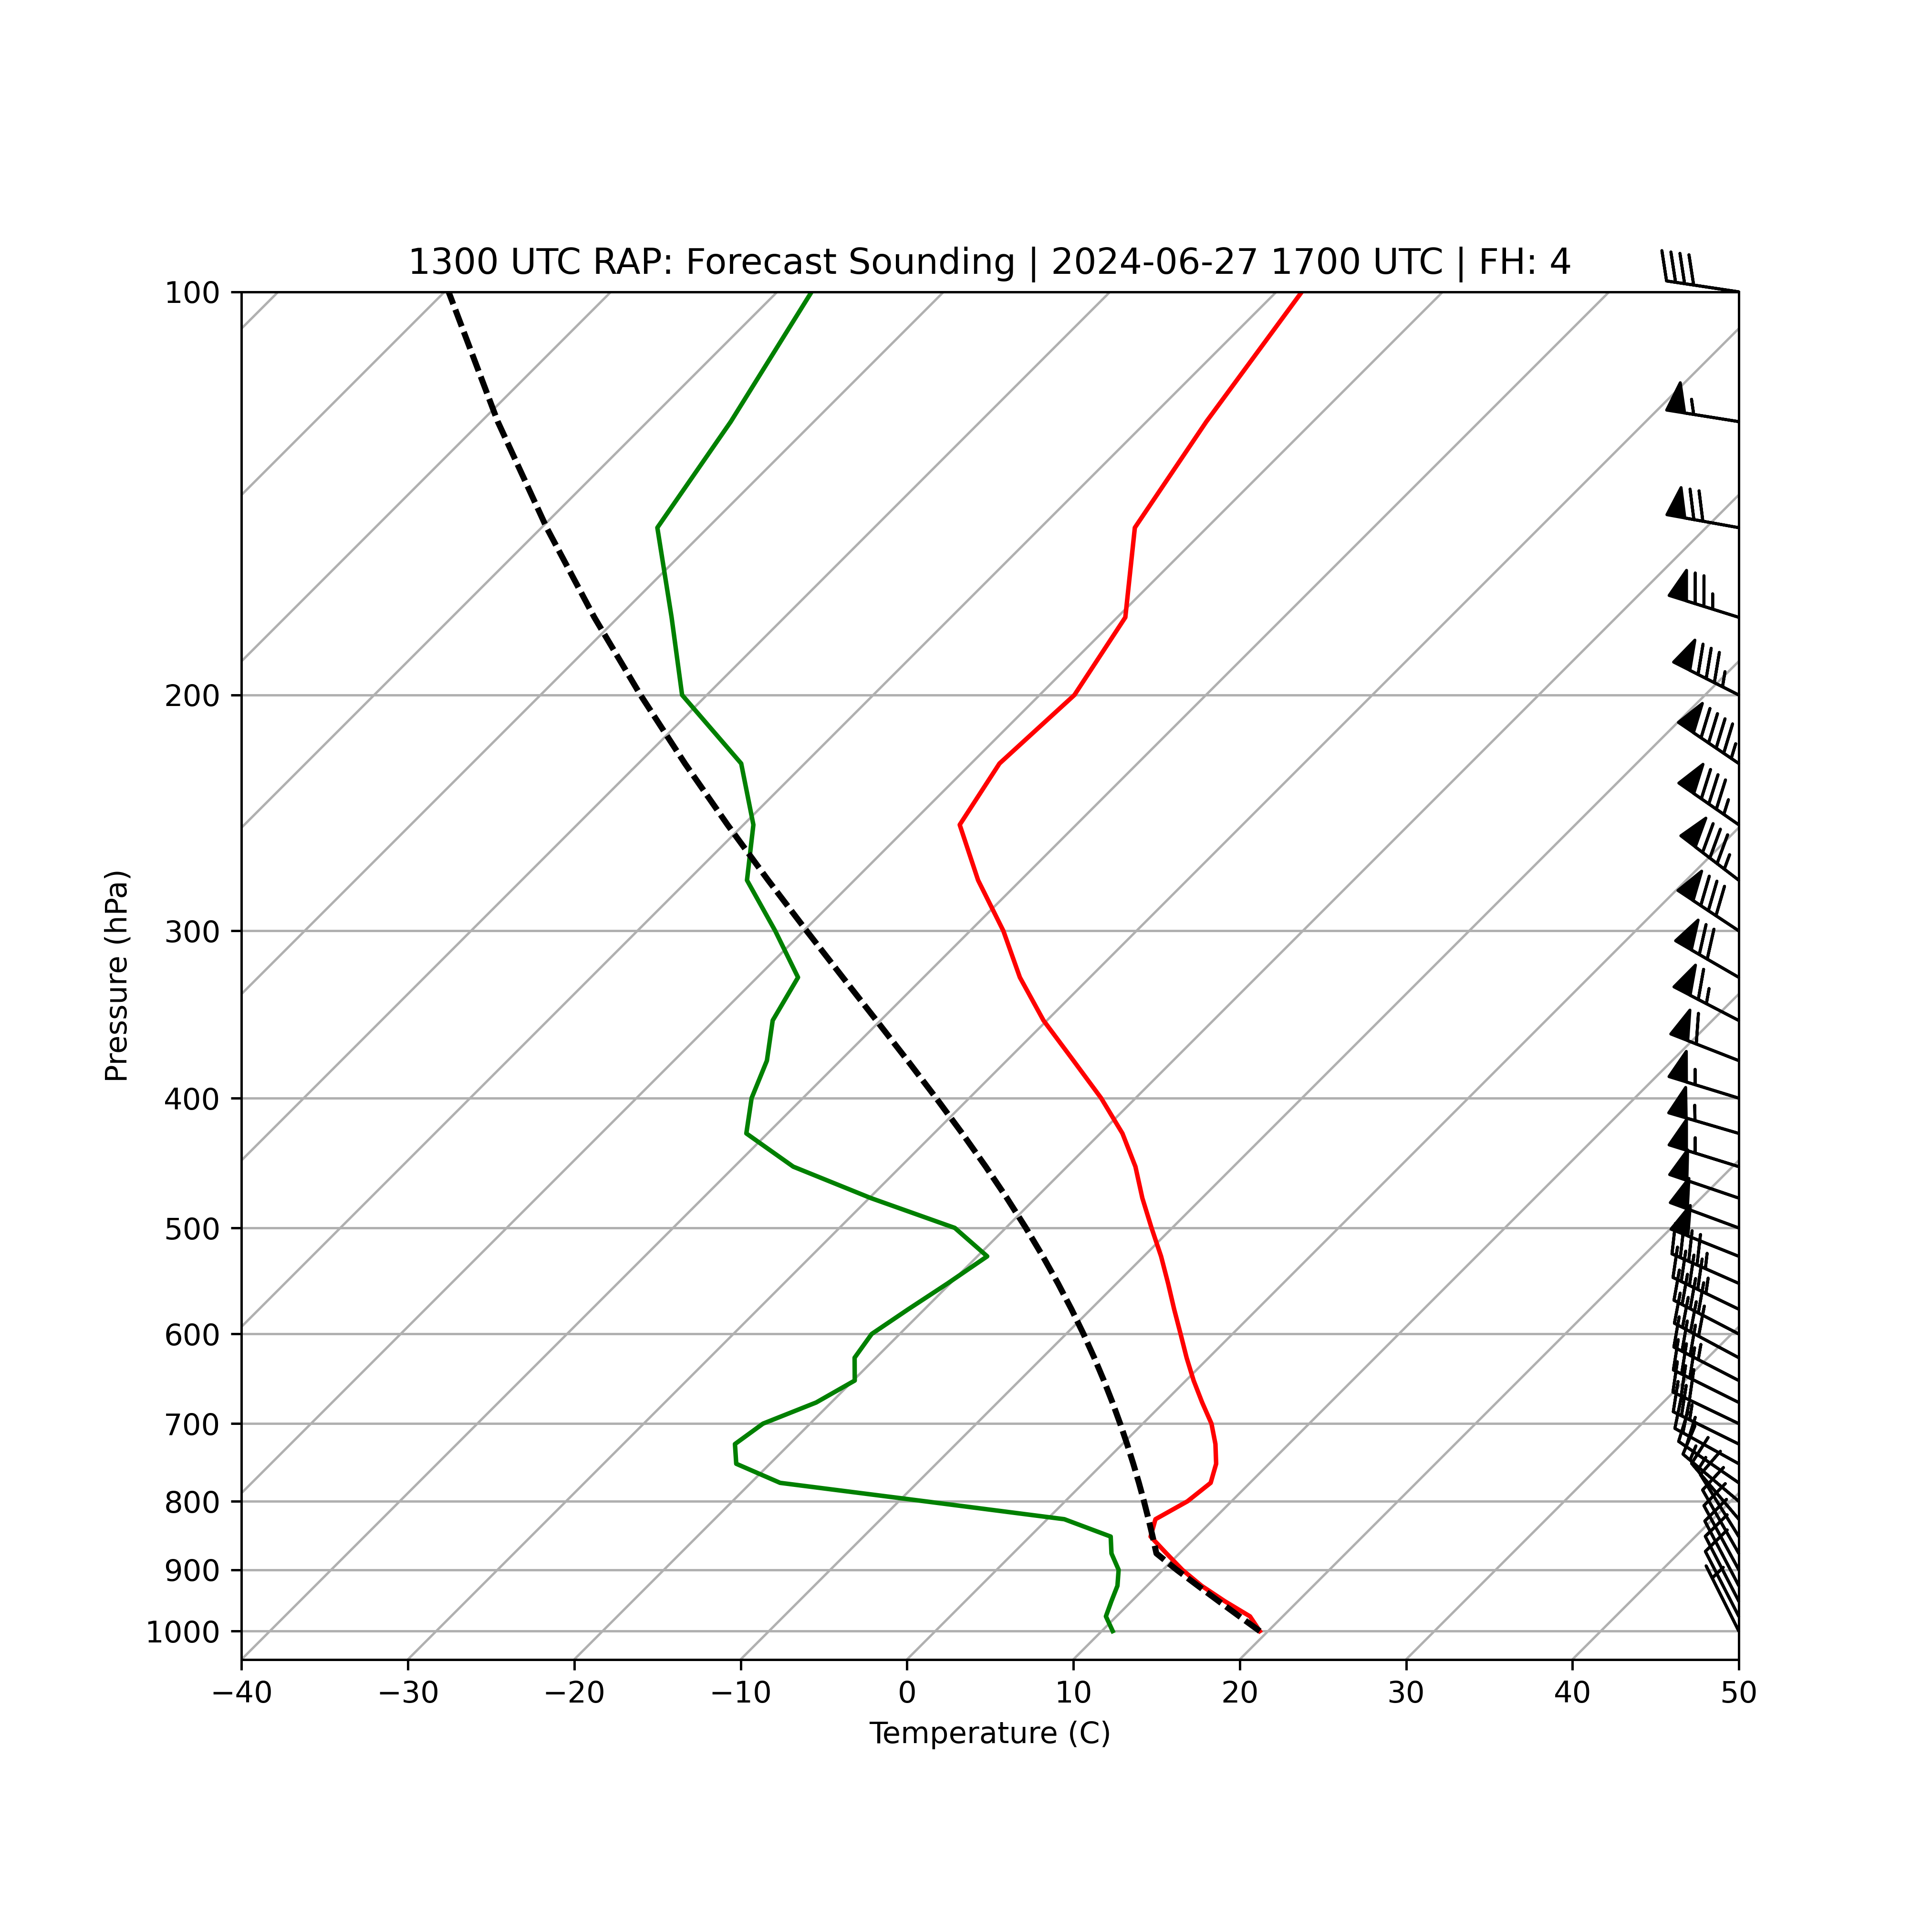 1300 UTC RAP: Forecast Sounding | 2024-06-27 1700 UTC | FH: 4
100
200
300
400
500
600
700
800
900
1000
Pressure (hPa)
−40 −30 −20 −10 0 10 20 30 40 50
Temperature (C)